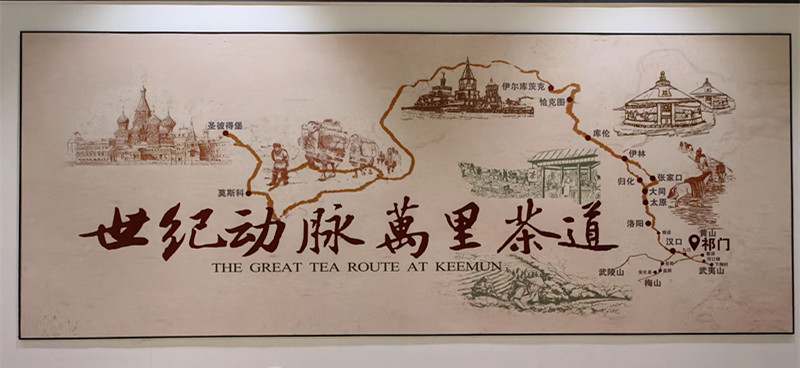 伊尔库茨克
恰克图
圣彼得堡
库伦
伊林
莫斯科
归化
张家口
大同
太原
洛阳
世纪动脉萬里茶道
黄山
汉口
祁门
THE GREAT TEA ROUTE AT KEEMUN
武陵山
武夷山
梅山